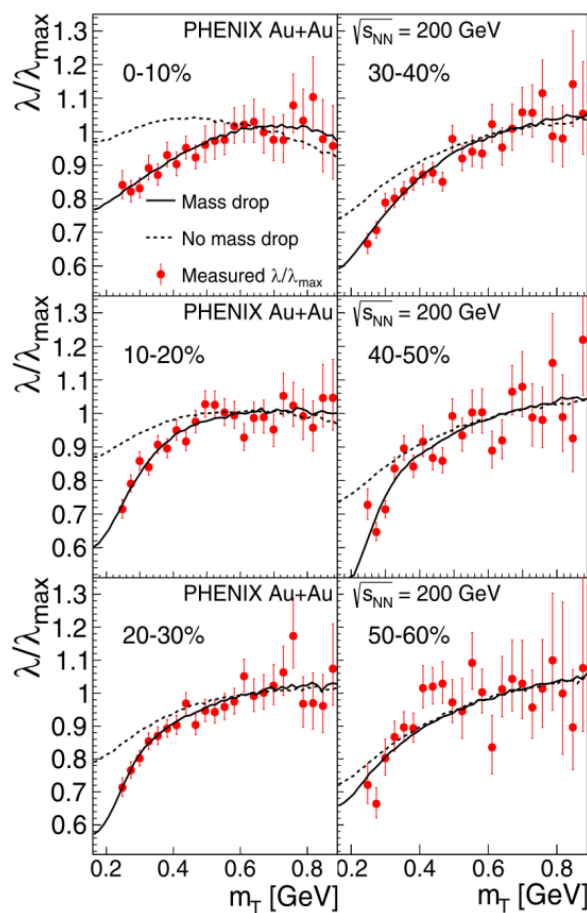 PHENIX Au+Au
√s_NN = 200 GeV
λ/λ_max
1.3
1.2
1.1
1
0.9
0.8
0.7
0.6
0-10%
30-40%
Mass drop
No mass drop
Measured λ/λ_max
PHENIX Au+Au
√s_NN = 200 GeV
λ/λ_max
1.3
1.2
1.1
1
0.9
0.8
0.7
0.6
10-20%
40-50%
PHENIX Au+Au
√s_NN = 200 GeV
λ/λ_max
1.3
1.2
1.1
1
0.9
0.8
0.7
0.6
20-30%
50-60%
0.2 0.4 0.6 0.8 0.2 0.4 0.6 0.8
m_T [GeV] m_T [GeV]